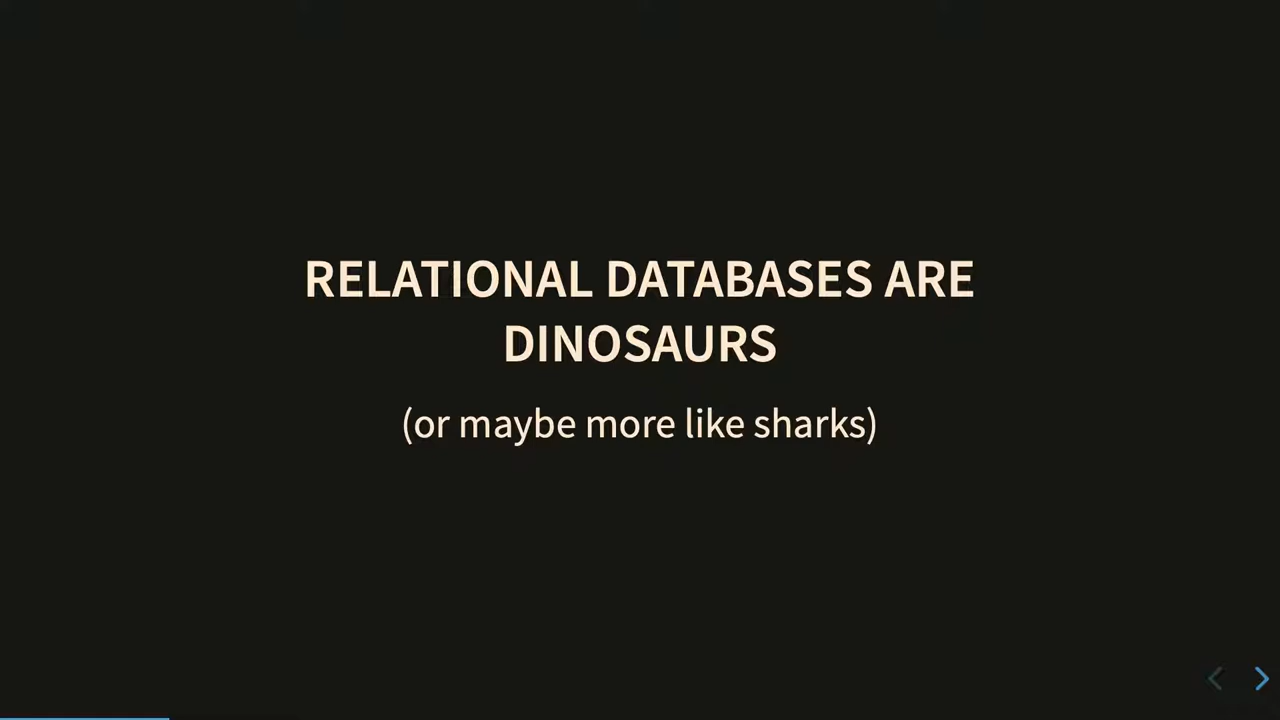 RELATIONAL DATABASES ARE
DINOSAURS
(or maybe more like sharks)